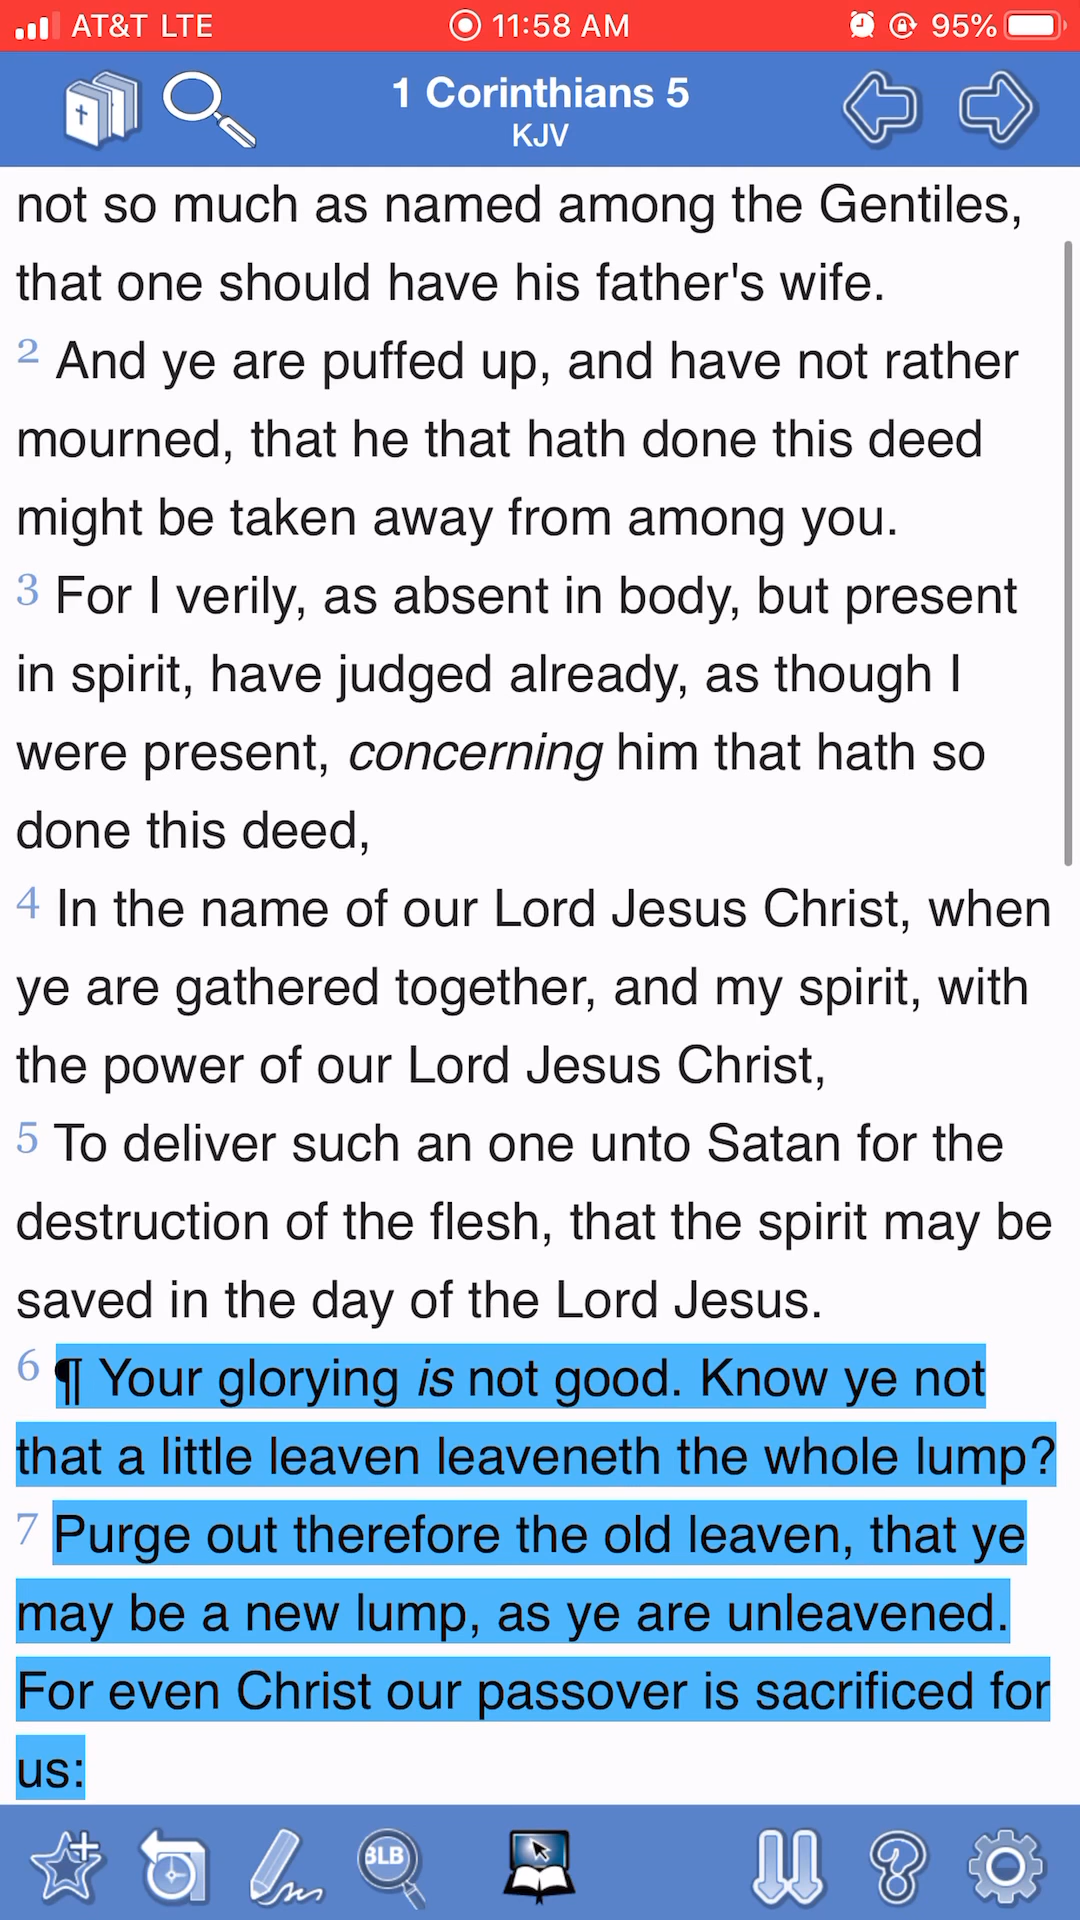 AT&T LTE 11:58 AM 95%
1 Corinthians 5
KJV
not so much as named among the Gentiles,
that one should have his father's wife.
2 And ye are puffed up, and have not rather
mourned, that he that hath done this deed
might be taken away from among you.
3 For I verily, as absent in body, but present
in spirit, have judged already, as though I
were present, concerning him that hath so
done this deed,
4 In the name of our Lord Jesus Christ, when
ye are gathered together, and my spirit, with
the power of our Lord Jesus Christ,
5 To deliver such an one unto Satan for the
destruction of the flesh, that the spirit may be
saved in the day of the Lord Jesus.
6 ¶ Your glorying is not good. Know ye not
that a little leaven leaveneth the whole lump?
7 Purge out therefore the old leaven, that ye
may be a new lump, as ye are unleavened.
For even Christ our passover is sacrificed for
us:
BLB